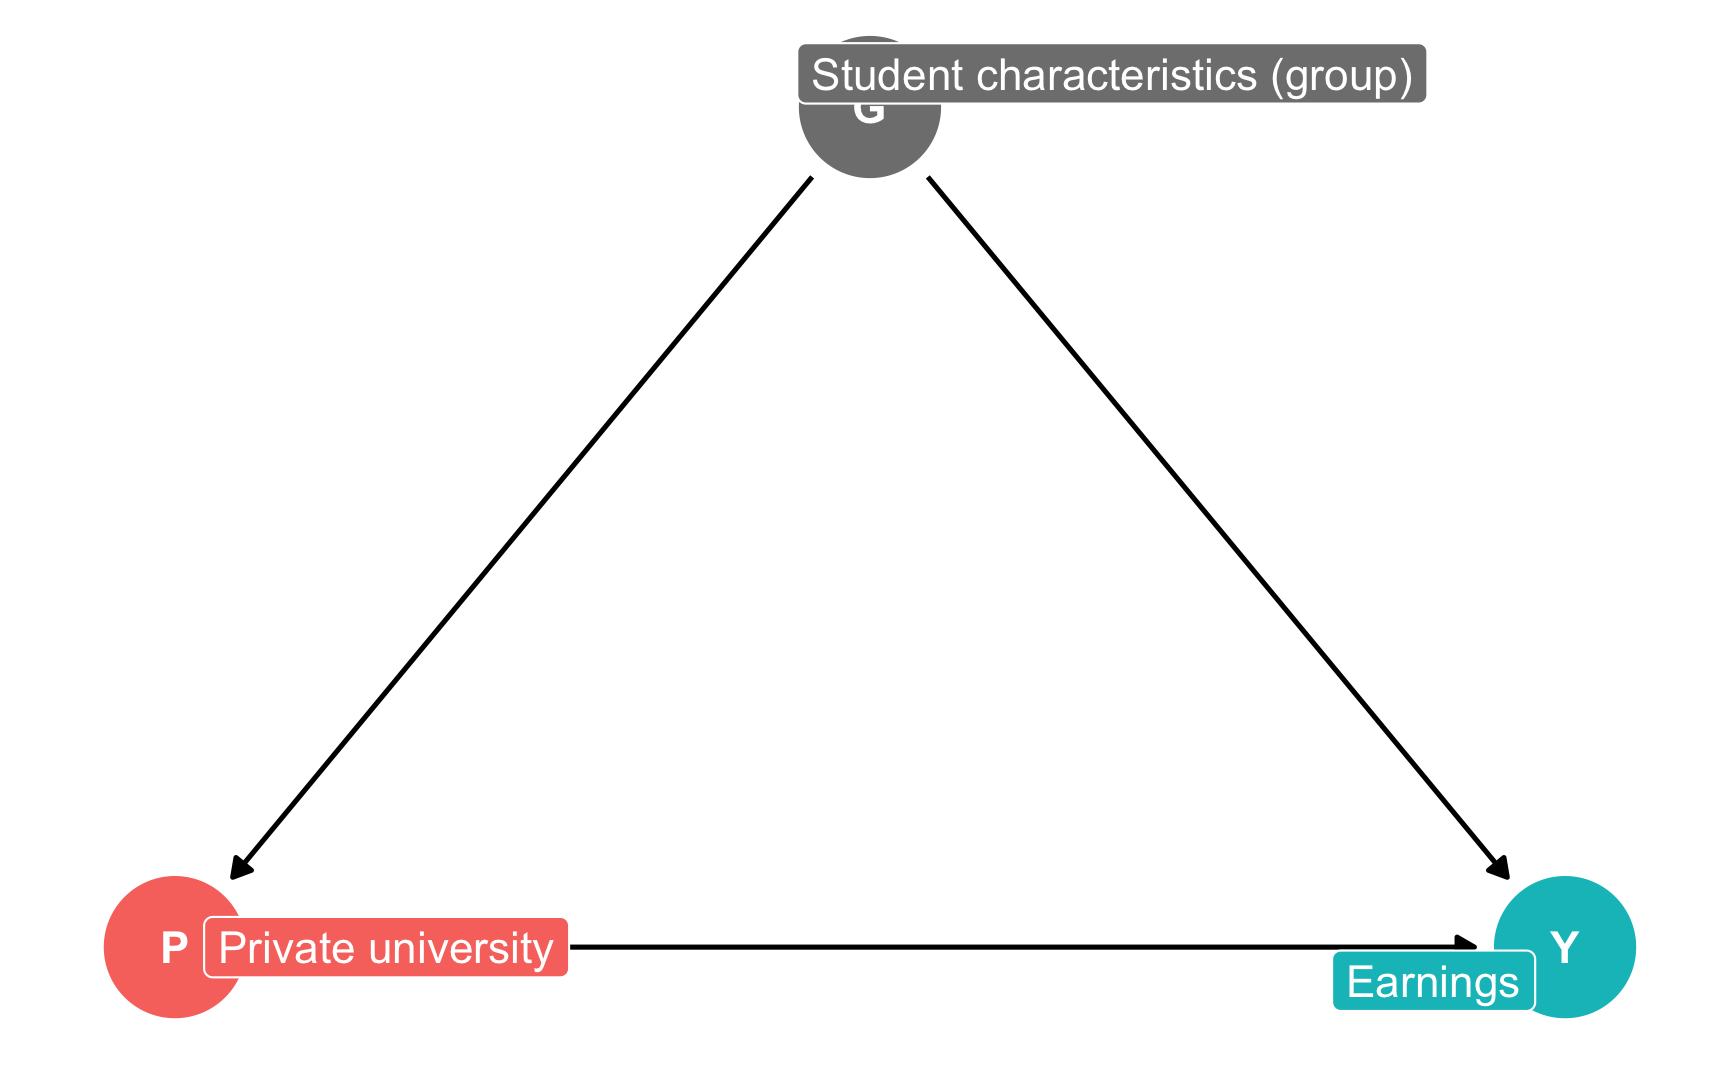 Student characteristics (group)
G
P
Private university
Y
Earnings